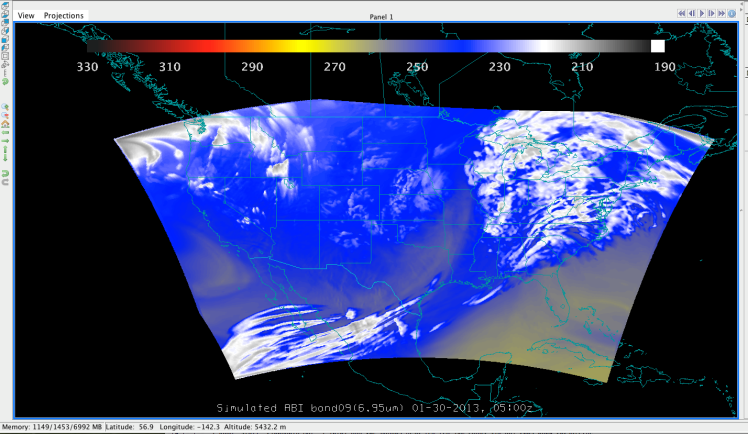 View Projections
Panel 1
330 310 290 270 250 230 210 190
Simulated ABI band09(6.95um) 01-30-2013, 05:00z
Memory: 1149/1453/6992 MB Latitude: 56.9 Longitude: -142.3 Altitude: 5432.2 m